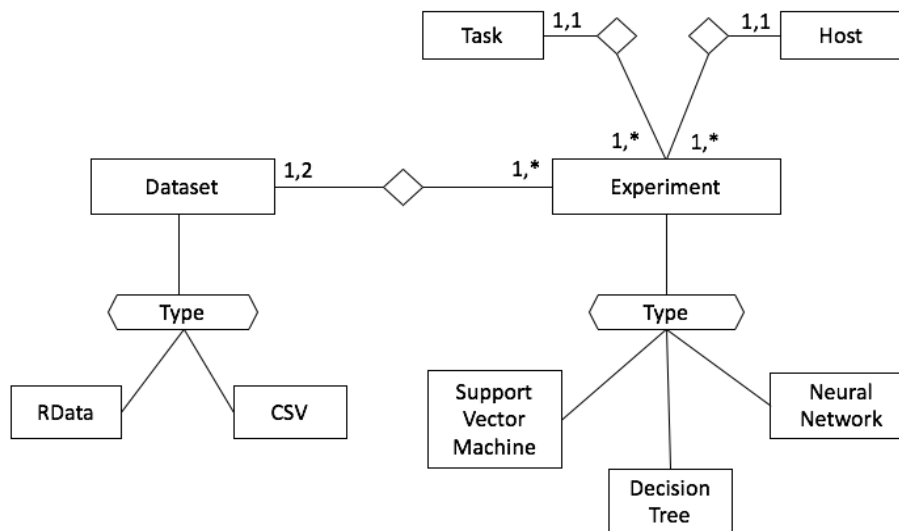 Task
1,1
1,1
Host
1,*
1,*
Dataset
1,2
1,*
Experiment
Type
Type
RData
CSV
Support
Vector
Machine
Neural
Network
Decision
Tree